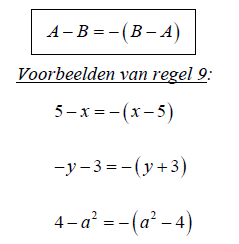 A − B = −(B − A)
Voorbeelden van regel 9:
5 − x = −(x − 5)
−y − 3 = −(y + 3)
4 − a² = −(a² − 4)